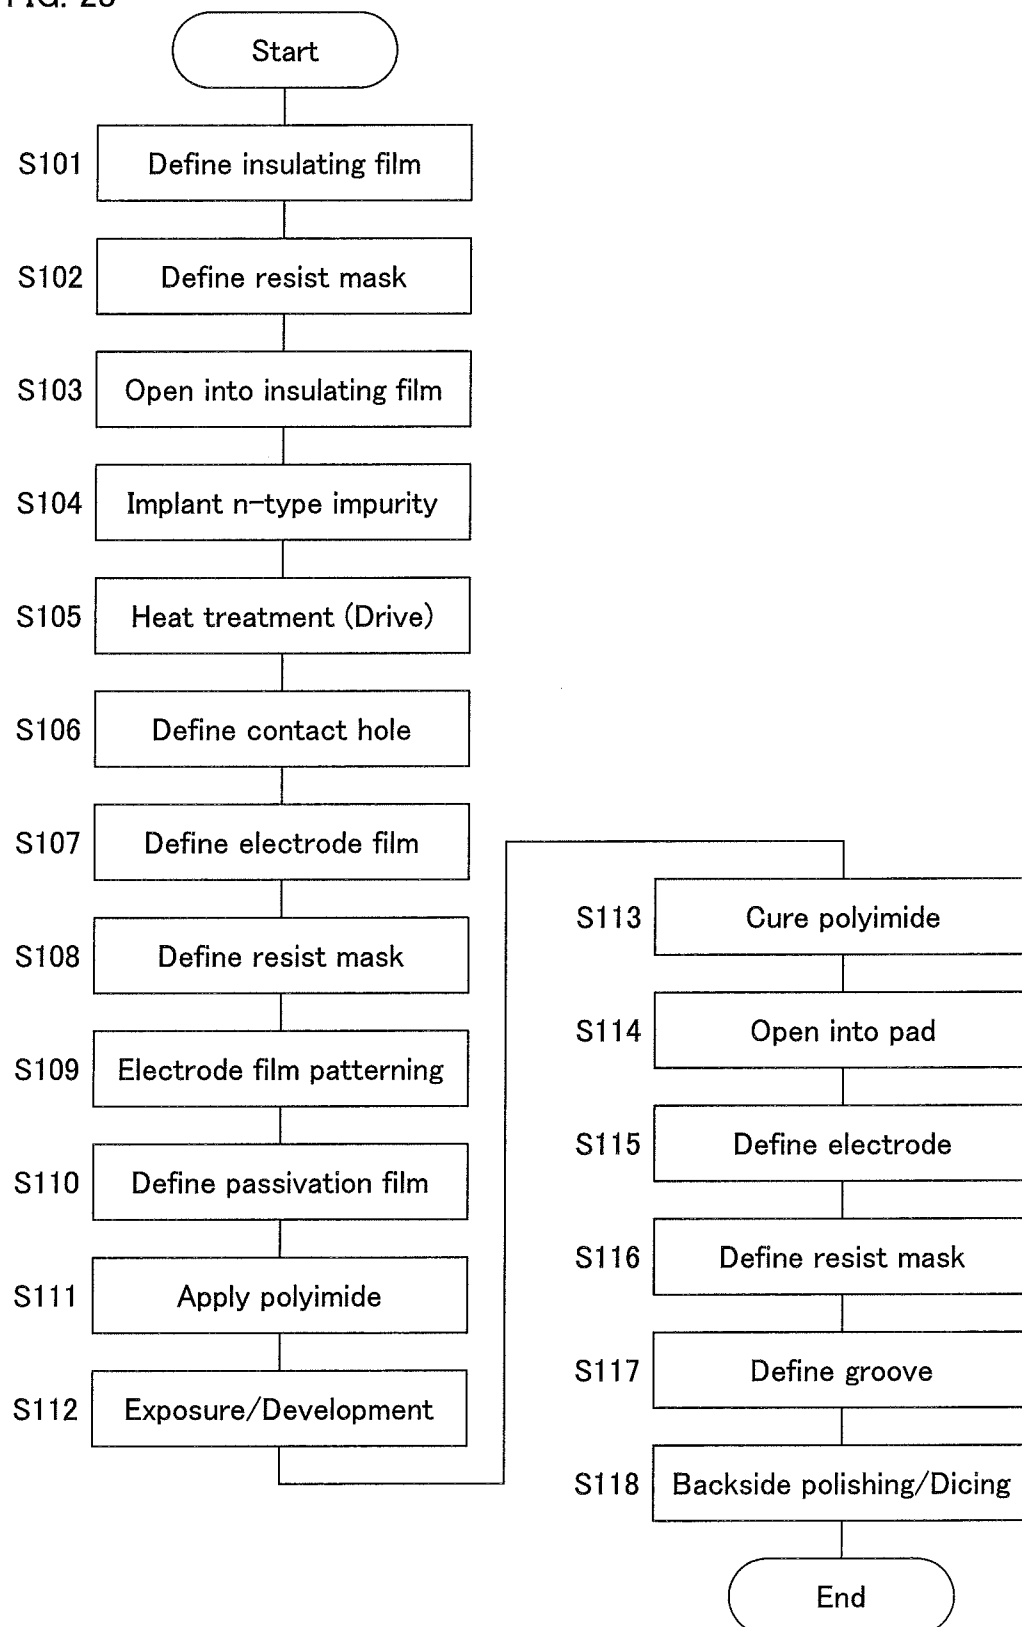 Start
S101 Define insulating film
S102 Define resist mask
S103 Open into insulating film
S104 Implant n-type impurity
S105 Heat treatment (Drive)
S106 Define contact hole
S107 Define electrode film
S108 Define resist mask
S109 Electrode film patterning
S110 Define passivation film
S111 Apply polyimide
S112 Exposure/Development
S113 Cure polyimide
S114 Open into pad
S115 Define electrode
S116 Define resist mask
S117 Define groove
S118 Backside polishing/Dicing
End